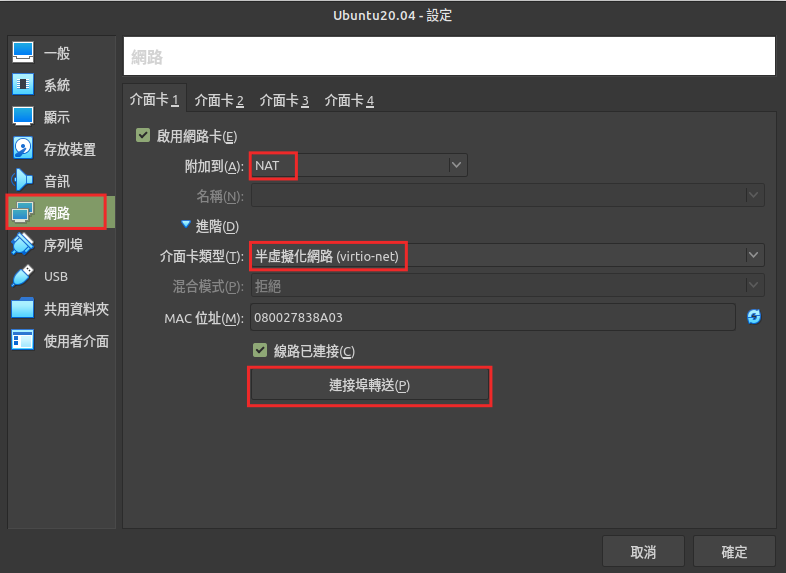 Ubuntu20.04 - 設定
一般
系統
顯示
存放裝置
音訊
網路
序列埠
USB
共用資料夾
使用者介面
網路
介面卡 1 介面卡 2 介面卡 3 介面卡 4
啟用網路卡(E)
附加到(A): NAT
名稱(N):
進階(D)
介面卡類型(T): 半虛擬化網路 (virtio-net)
混合模式(P): 拒絕
MAC 位址(M): 080027838A03
線路已連接(C)
連接埠轉送(P)
取消 確定